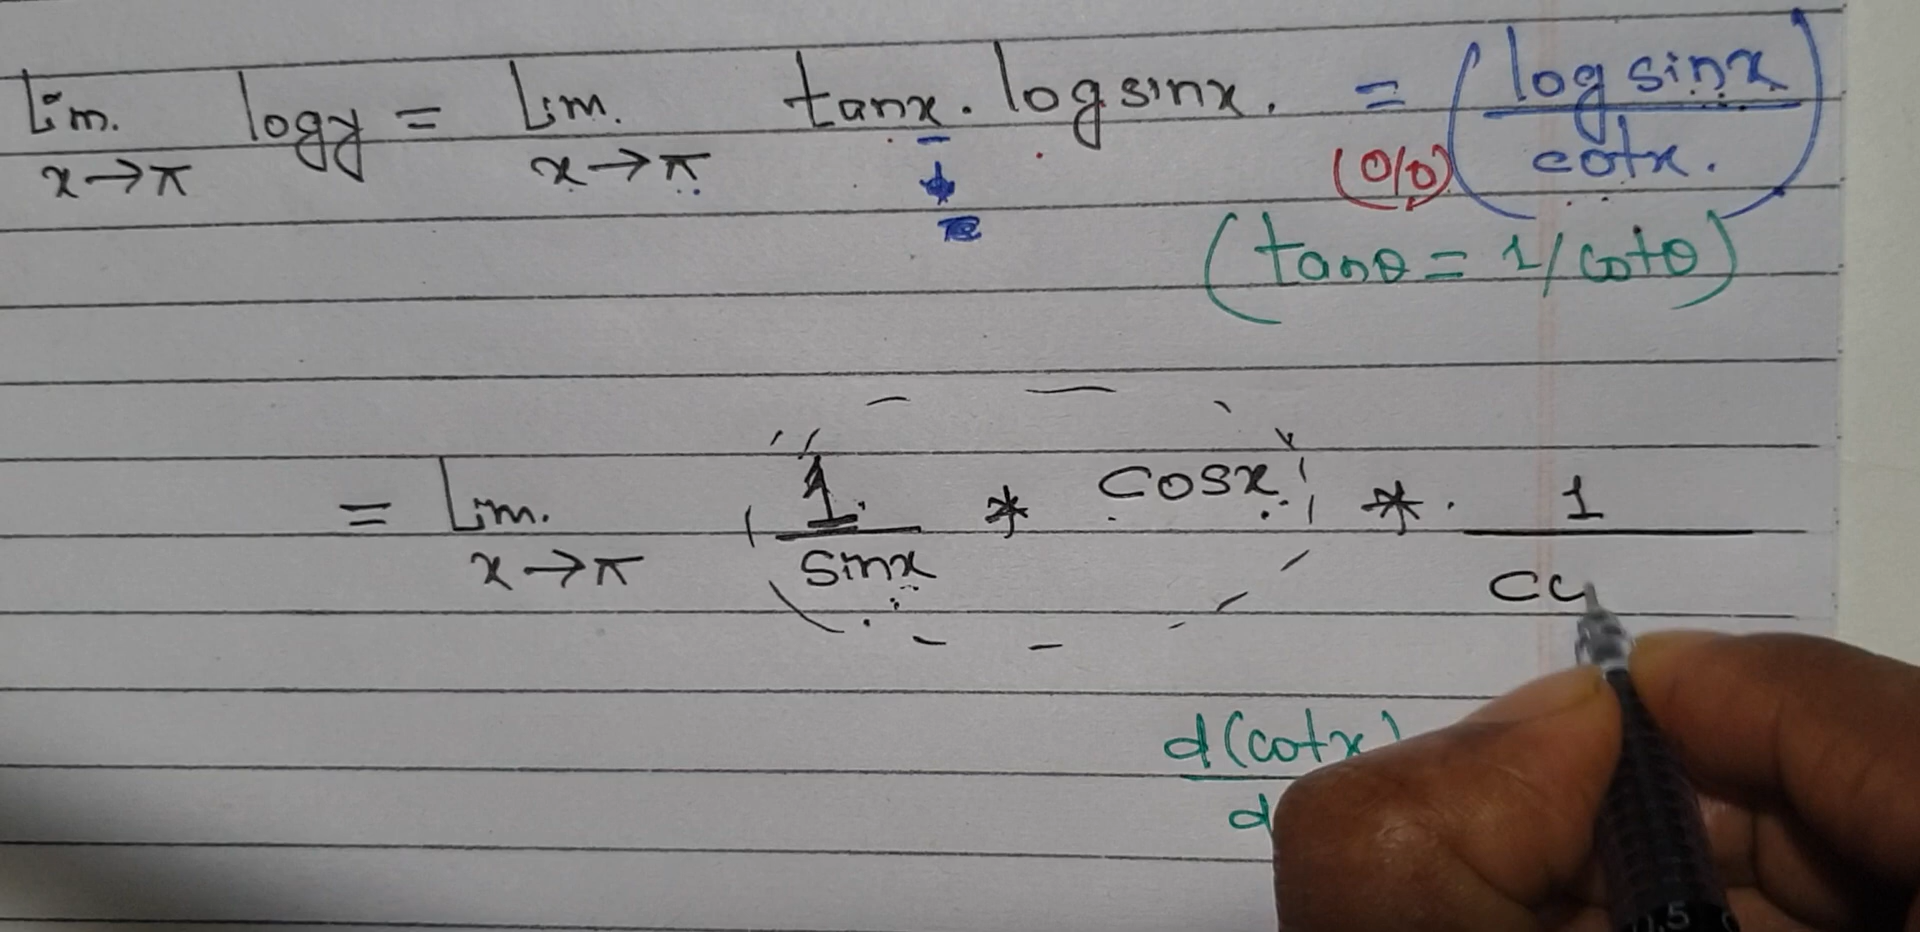 Lim. x→π log y = Lim. x→π tanx . log sinx . = (log sinx / cotx.)
(0/0)
(tanθ = 1/cotθ)
= Lim. x→π 1/sinx * cosx * 1/
d(cotx)
d
.5